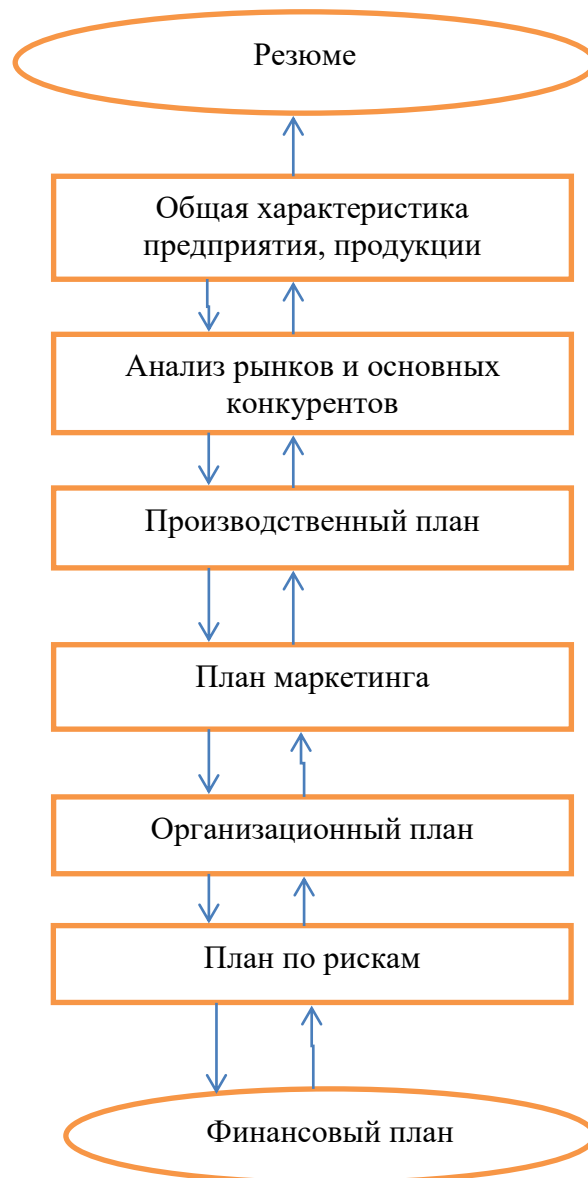 Резюме
Общая характеристика
предприятия, продукции
Анализ рынков и основных
конкурентов
Производственный план
План маркетинга
Организационный план
План по рискам
Финансовый план